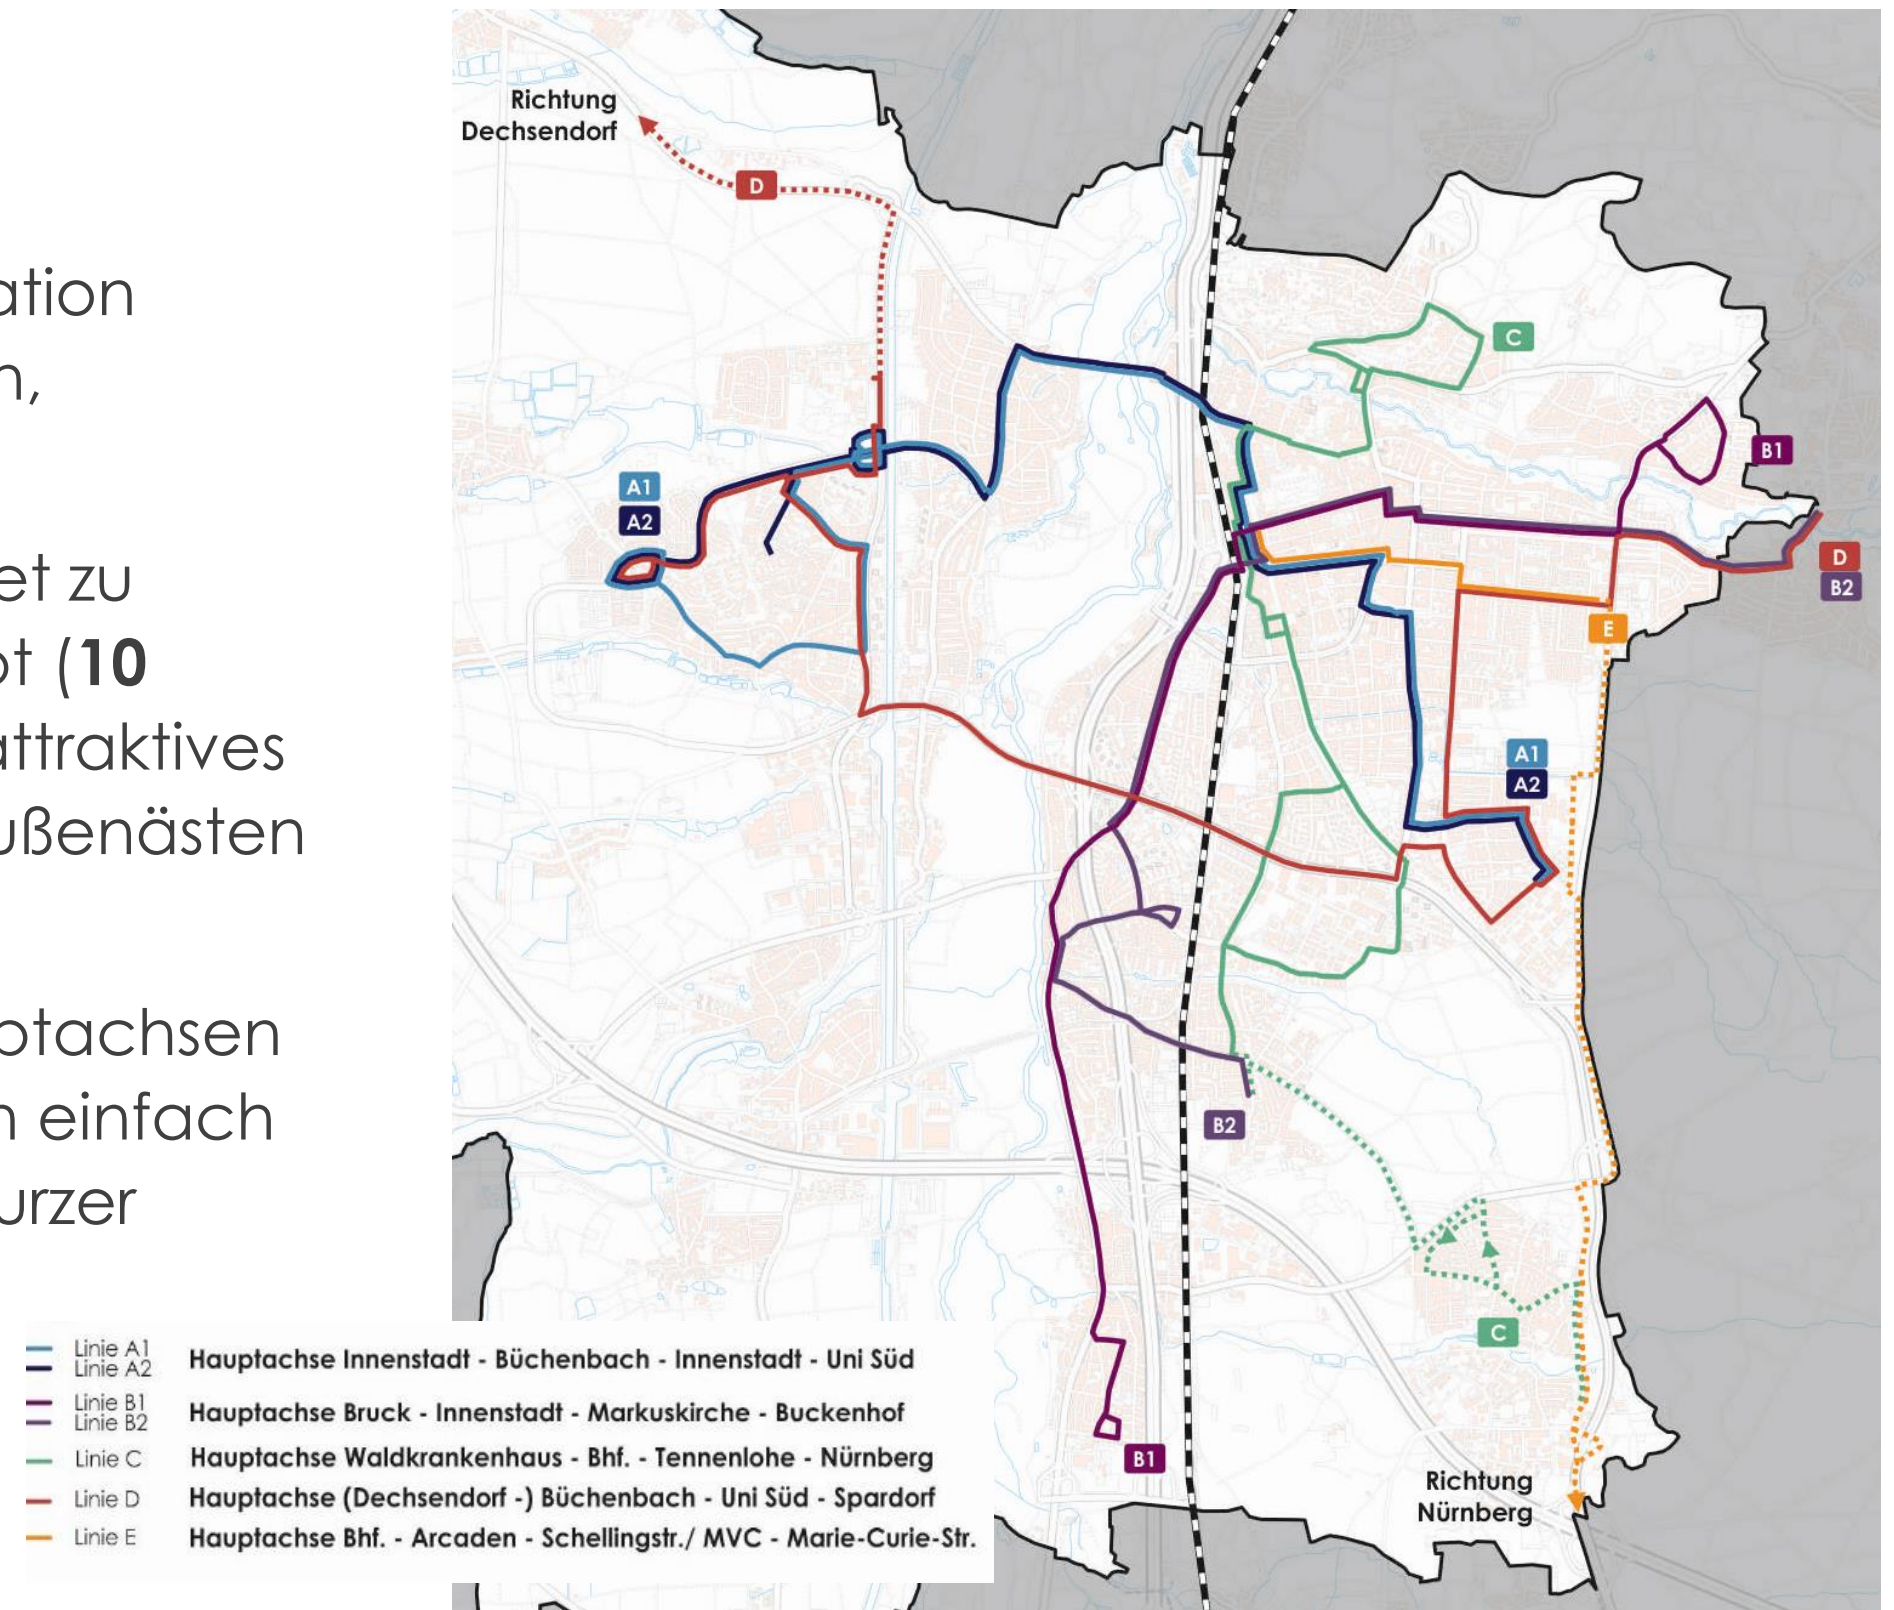 ation
n,
et zu
ot (10
attraktives
ußenästen
otachsen
n einfach
urzer
Richtung
Dechsendorf
D
C
B1
A1
A2
D
B2
E
A1
A2
B2
C
B1
Richtung
Nürnberg
Linie A1
Linie A2
Hauptachse Innenstadt - Büchenbach - Innenstadt - Uni Süd
Linie B1
Linie B2
Hauptachse Bruck - Innenstadt - Markuskirche - Buckenhof
Linie C
Hauptachse Waldkrankenhaus - Bhf. - Tennenlohe - Nürnberg
Linie D
Hauptachse (Dechsendorf -) Büchenbach - Uni Süd - Spardorf
Linie E
Hauptachse Bhf. - Arcaden - Schellingstr./ MVC - Marie-Curie-Str.